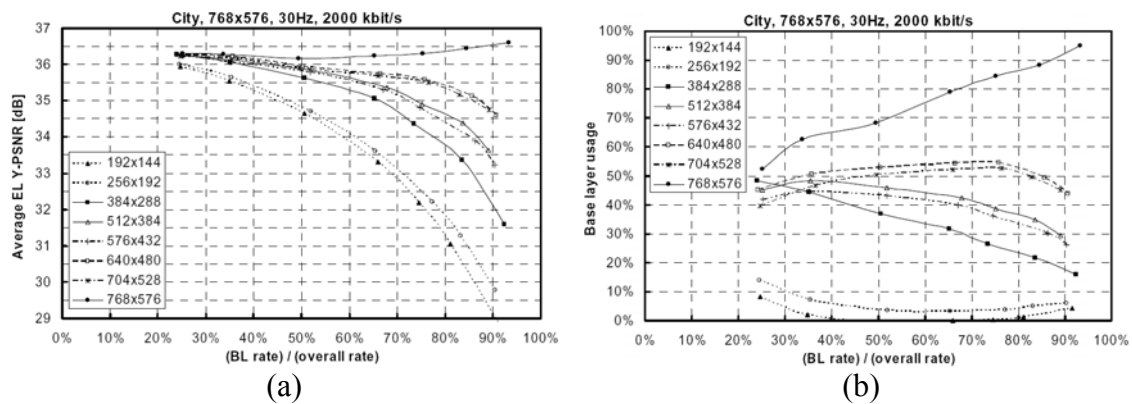 City, 768x576, 30Hz, 2000 kbit/s
Average EL Y-PSNR [dB]
37
36
35
34
33
32
31
30
29
192x144
256x192
384x288
512x384
576x432
640x480
704x528
768x576
0% 10% 20% 30% 40% 50% 60% 70% 80% 90% 100%
(BL rate) / (overall rate)
(a)
City, 768x576, 30Hz, 2000 kbit/s
Base layer usage
100%
90%
80%
70%
60%
50%
40%
30%
20%
10%
0%
192x144
256x192
384x288
512x384
576x432
640x480
704x528
768x576
0% 10% 20% 30% 40% 50% 60% 70% 80% 90% 100%
(BL rate) / (overall rate)
(b)